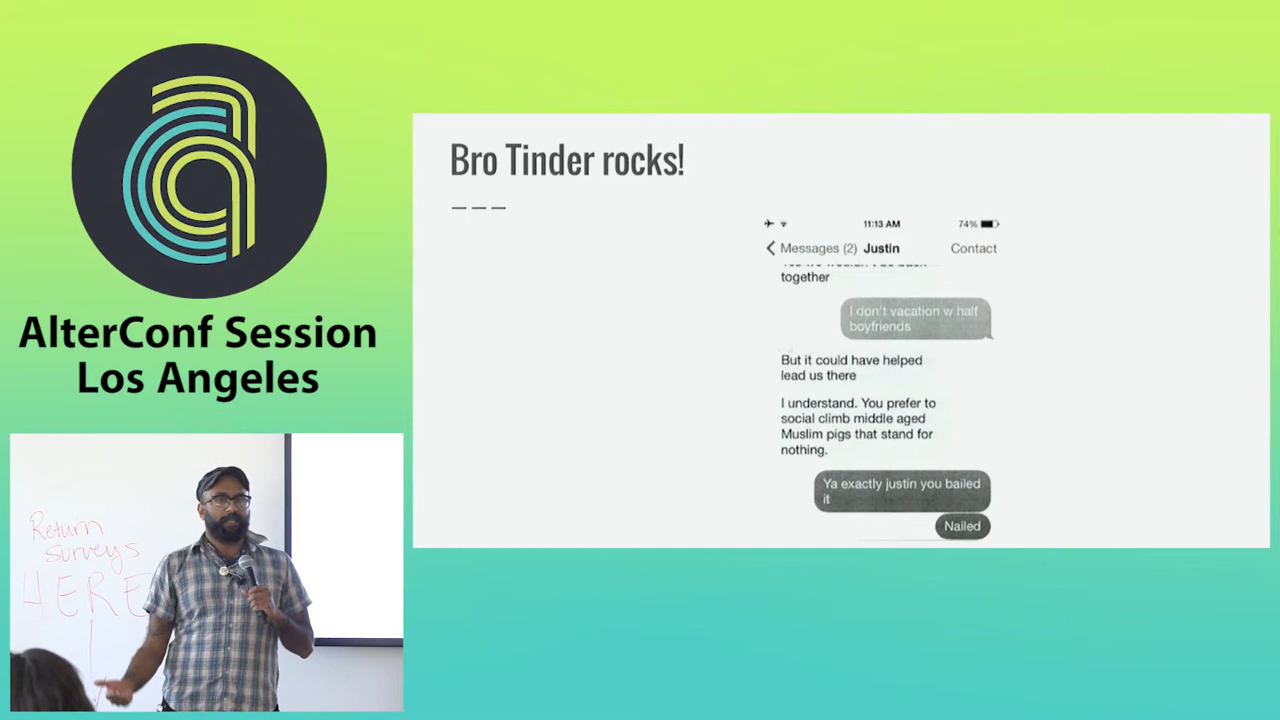 AlterConf Session
Los Angeles
Return
surveys
HERE
Bro Tinder rocks!
11:13 AM
74%
Messages (2) Justin Contact
together
I don't vacation w half
boyfriends
But it could have helped
lead us there
I understand. You prefer to
social climb middle aged
Muslim pigs that stand for
nothing.
Ya exactly justin you bailed
it
Nailed